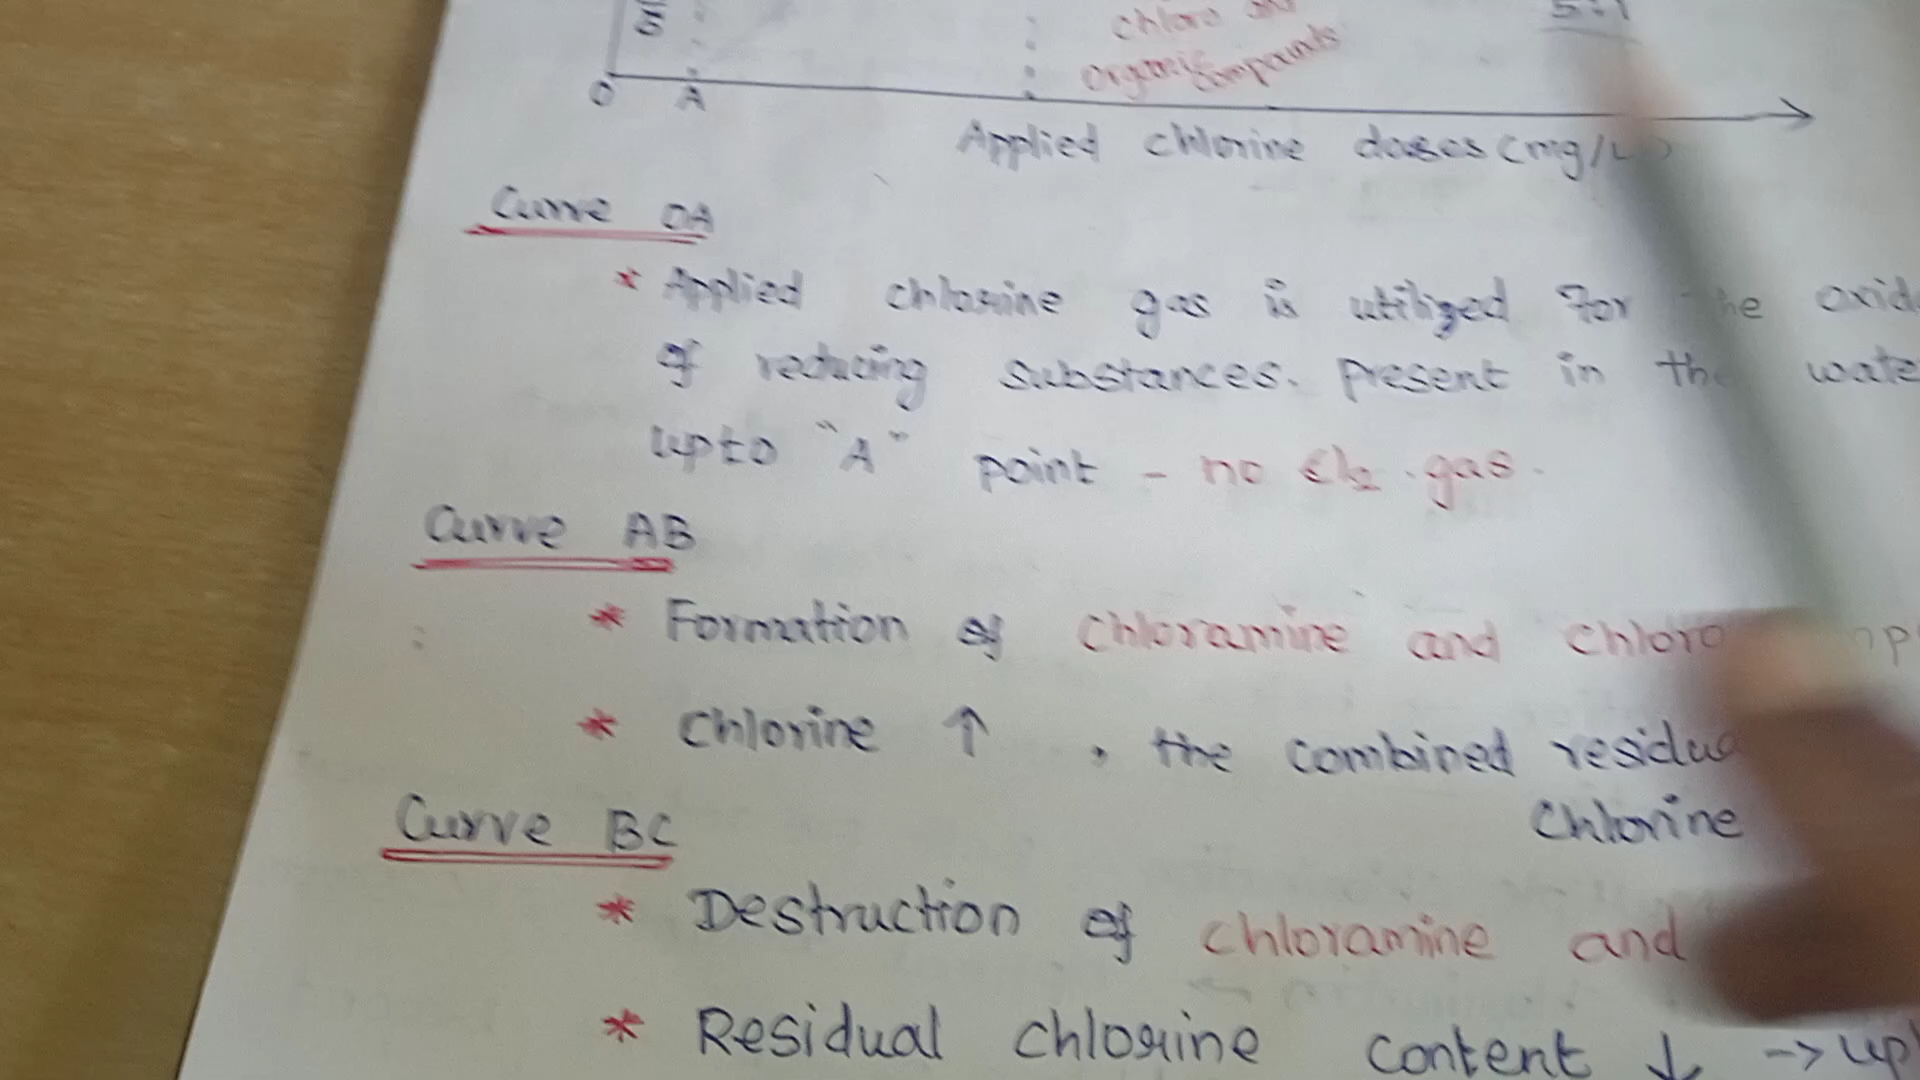 chloro and
organic compounds
O A
Applied chlorine doses (mg/L)
Curve OA
* Applied chlorine gas is utilized for the oxid
of reducing substances. present in the wate
upto "A" point - no Cl2 gas.
Curve AB
* Formation of chloramine and chloro
* Chlorine ↑, the combined residu
Chlorine
Curve BC
* Destruction of chloramine and
* Residual chlorine content ↓ → up